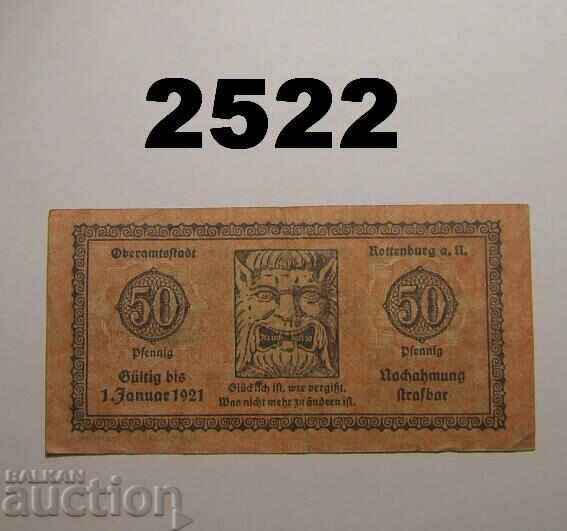 2522
Oberamtsstadt
Rottenburg a. N.
50
50
Pfennig
Pfennig
Gültig bis
1. Januar 1921
Glücklich ist, wer vergißt,
Was nicht mehr zu ändern ist.
Nachahmung
strafbar
BALKAN
auction